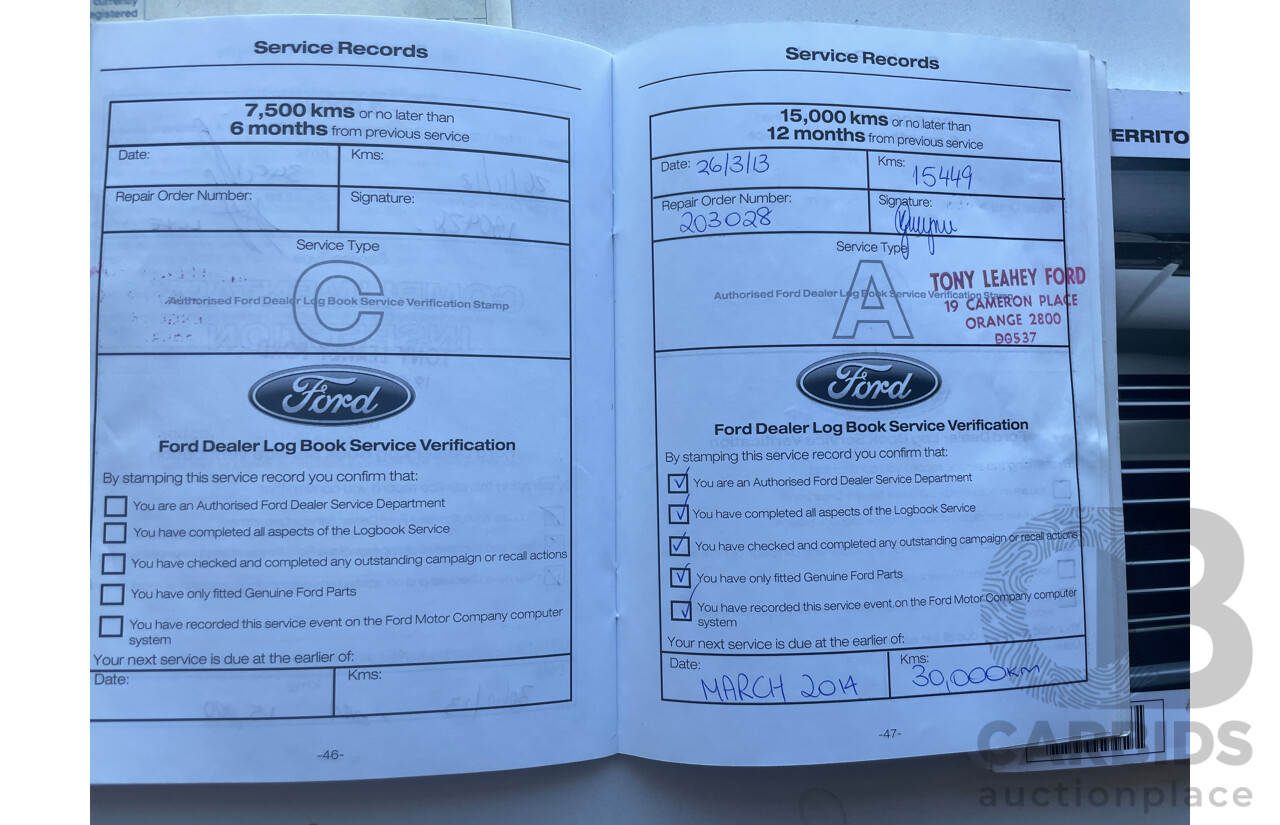 currently
registered
Service Records
7,500 kms or no later than
6 months from previous service
Date:
Kms:
Repair Order Number:
Signature:
Service Type
C
Authorised Ford Dealer Log Book Service Verification Stamp
Ford
Ford Dealer Log Book Service Verification
By stamping this service record you confirm that:
You are an Authorised Ford Dealer Service Department
You have completed all aspects of the Logbook Service
You have checked and completed any outstanding campaign or recall actions
You have only fitted Genuine Ford Parts
You have recorded this service event on the Ford Motor Company computer
system
Your next service is due at the earlier of:
Date:
Kms:
-46-
Service Records
15,000 kms or no later than
12 months from previous service
Date: 26/3/13
Kms: 15449
Repair Order Number:
203028
Signature:
Service Type
A
Authorised Ford Dealer Log Book Service Verification Stamp
TONY LEAHEY FORD
19 CAMERON PLACE
ORANGE 2800
DG537
Ford
Ford Dealer Log Book Service Verification
By stamping this service record you confirm that:
You are an Authorised Ford Dealer Service Department
You have completed all aspects of the Logbook Service
You have checked and completed any outstanding campaign or recall actions
You have only fitted Genuine Ford Parts
You have recorded this service event on the Ford Motor Company computer
system
Your next service is due at the earlier of:
Date: MARCH 2014
Kms: 30,000km
-47-
ERRITO
CARBIDS
auctionplace